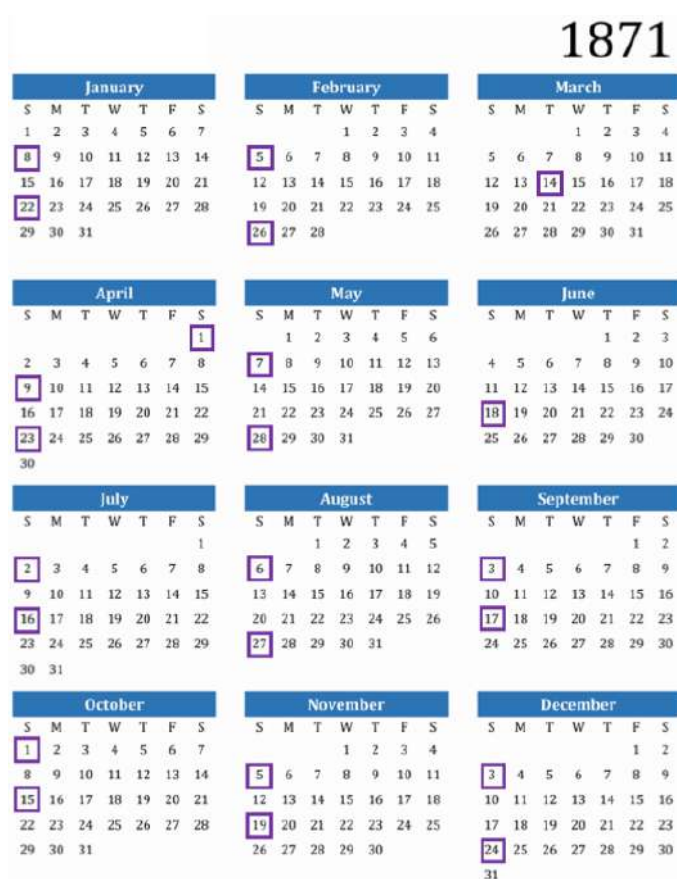 1871
January February March
S M T W T F S S M T W T F S S M T W T F S
1 2 3 4 5 6 7 1 2 3 4 1 2 3 4
8 9 10 11 12 13 14 5 6 7 8 9 10 11 5 6 7 8 9 10 11
15 16 17 18 19 20 21 12 13 14 15 16 17 18 12 13 14 15 16 17 18
22 23 24 25 26 27 28 19 20 21 22 23 24 25 19 20 21 22 23 24 25
29 30 31 26 27 28 26 27 28 29 30 31
April May June
S M T W T F S S M T W T F S S M T W T F S
1 1 2 3 4 5 6 1 2 3
2 3 4 5 6 7 8 7 8 9 10 11 12 13 4 5 6 7 8 9 10
9 10 11 12 13 14 15 14 15 16 17 18 19 20 11 12 13 14 15 16 17
16 17 18 19 20 21 22 21 22 23 24 25 26 27 18 19 20 21 22 23 24
23 24 25 26 27 28 29 28 29 30 31 25 26 27 28 29 30
30
July August September
S M T W T F S S M T W T F S S M T W T F S
1 1 2 3 4 5 1 2
2 3 4 5 6 7 8 6 7 8 9 10 11 12 3 4 5 6 7 8 9
9 10 11 12 13 14 15 13 14 15 16 17 18 19 10 11 12 13 14 15 16
16 17 18 19 20 21 22 20 21 22 23 24 25 26 17 18 19 20 21 22 23
23 24 25 26 27 28 29 27 28 29 30 31 24 25 26 27 28 29 30
30 31
October November December
S M T W T F S S M T W T F S S M T W T F S
1 2 3 4 5 6 7 1 2 3 4 1 2
8 9 10 11 12 13 14 5 6 7 8 9 10 11 3 4 5 6 7 8 9
15 16 17 18 19 20 21 12 13 14 15 16 17 18 10 11 12 13 14 15 16
22 23 24 25 26 27 28 19 20 21 22 23 24 25 17 18 19 20 21 22 23
29 30 31 26 27 28 29 30 24 25 26 27 28 29 30
31